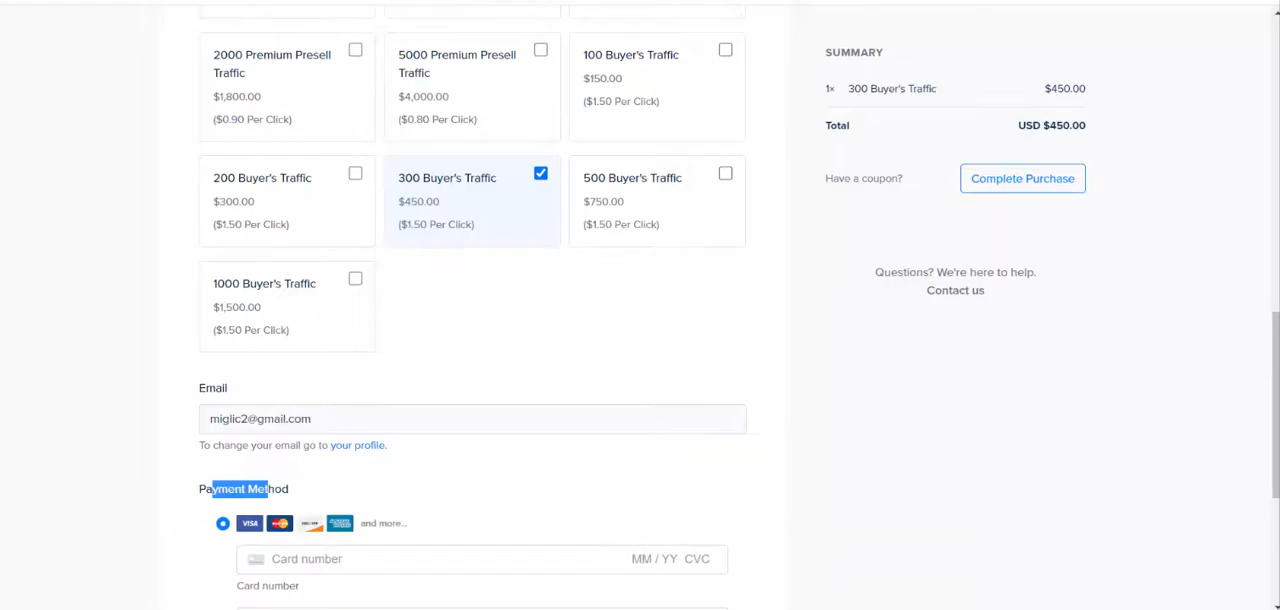 2000 Premium Presell
Traffic
$1,800.00
($0.90 Per Click)
5000 Premium Presell
Traffic
$4,000.00
($0.80 Per Click)
100 Buyer's Traffic
$150.00
($1.50 Per Click)
200 Buyer's Traffic
$300.00
($1.50 Per Click)
300 Buyer's Traffic
$450.00
($1.50 Per Click)
500 Buyer's Traffic
$750.00
($1.50 Per Click)
1000 Buyer's Traffic
$1,500.00
($1.50 Per Click)
Email
miglic2@gmail.com
To change your email go to your profile.
Payment Method
VISA and more...
Card number MM / YY CVC
Card number
SUMMARY
1× 300 Buyer's Traffic $450.00
Total USD $450.00
Have a coupon? Complete Purchase
Questions? We're here to help.
Contact us